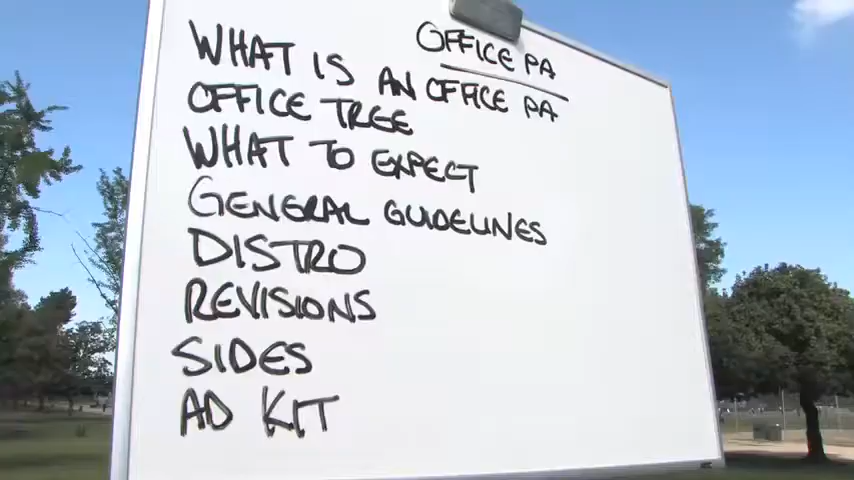 OFFICE PA
WHAT IS AN OFFICE PA
OFFICE TREE
WHAT TO EXPECT
GENERAL GUIDELINES
DISTRO
REVISIONS
SIDES
AD KIT